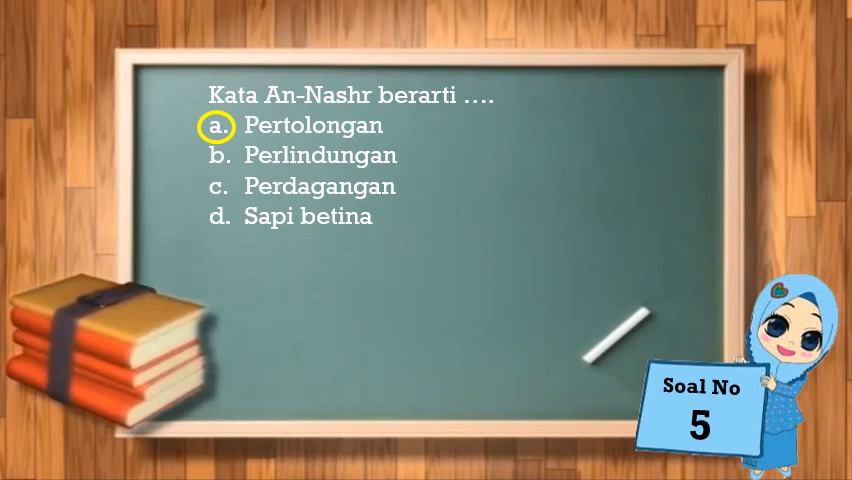 Kata An-Nashr berarti ....
a. Pertolongan
b. Perlindungan
c. Perdagangan
d. Sapi betina
Soal No
5